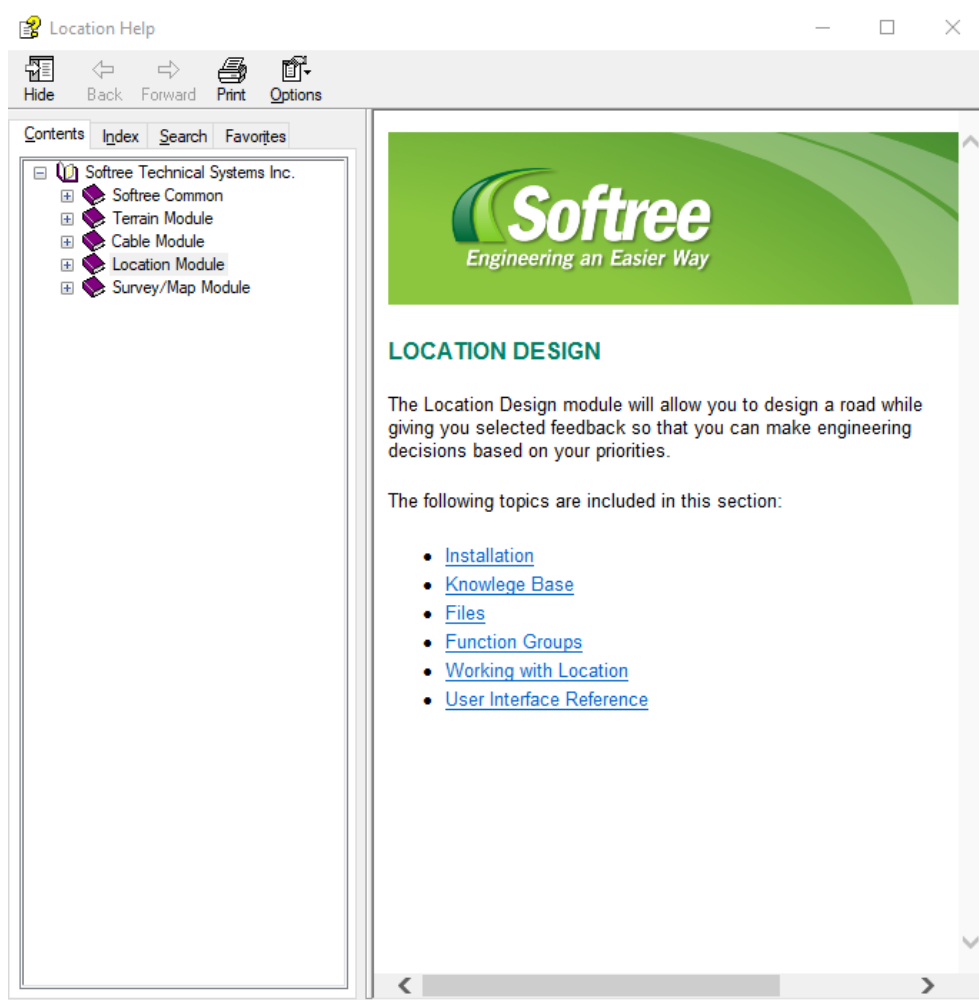 Location Help
Hide Back Forward Print Options
Contents Index Search Favorites
Softree Technical Systems Inc.
Softree Common
Terrain Module
Cable Module
Location Module
Survey/Map Module
Softree
Engineering an Easier Way
LOCATION DESIGN
The Location Design module will allow you to design a road while
giving you selected feedback so that you can make engineering
decisions based on your priorities.
The following topics are included in this section:
Installation
Knowlege Base
Files
Function Groups
Working with Location
User Interface Reference